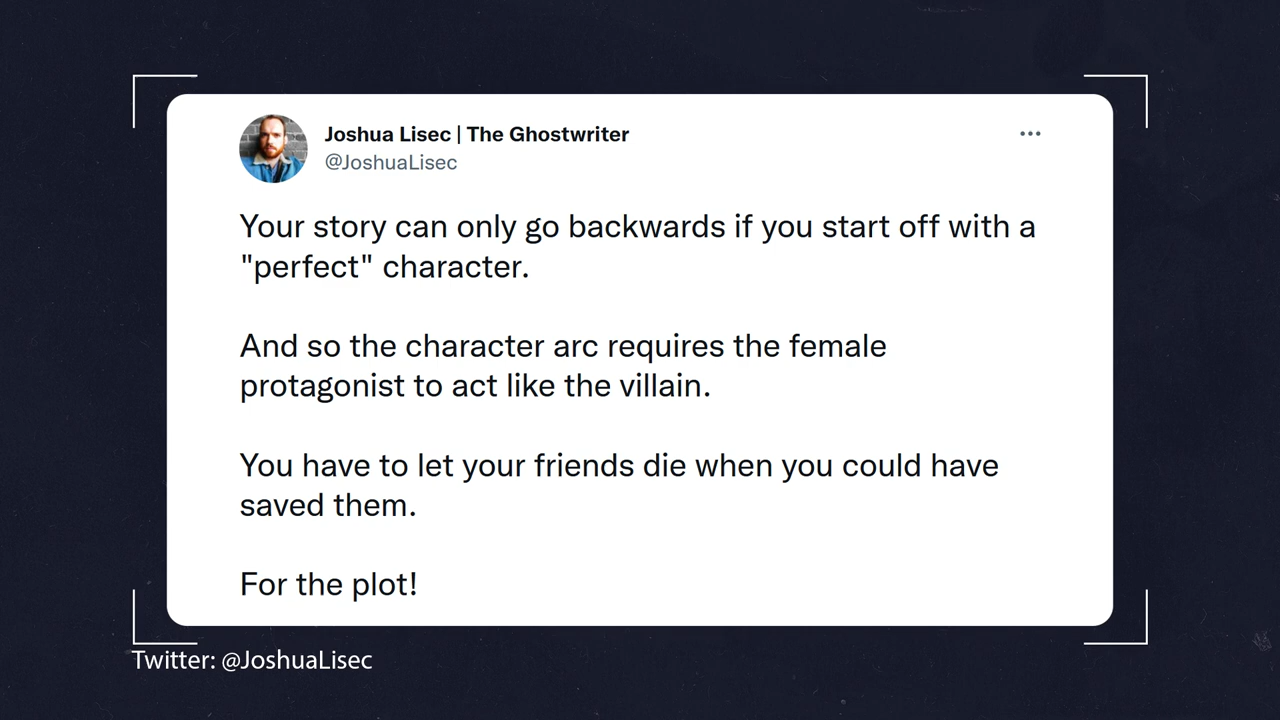 Joshua Lisec | The Ghostwriter
@JoshuaLisec
Your story can only go backwards if you start off with a
"perfect" character.
And so the character arc requires the female
protagonist to act like the villain.
You have to let your friends die when you could have
saved them.
For the plot!
Twitter: @JoshuaLisec